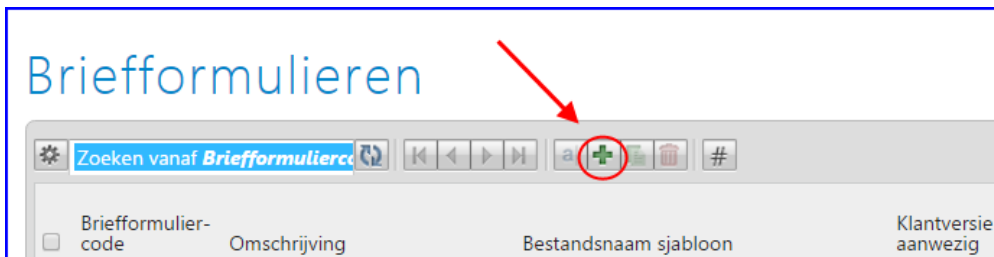 Briefformulieren
Zoeken vanaf Briefformulierco
a
#
Briefformulier-
code
Omschrijving
Bestandsnaam sjabloon
Klantversie
aanwezig